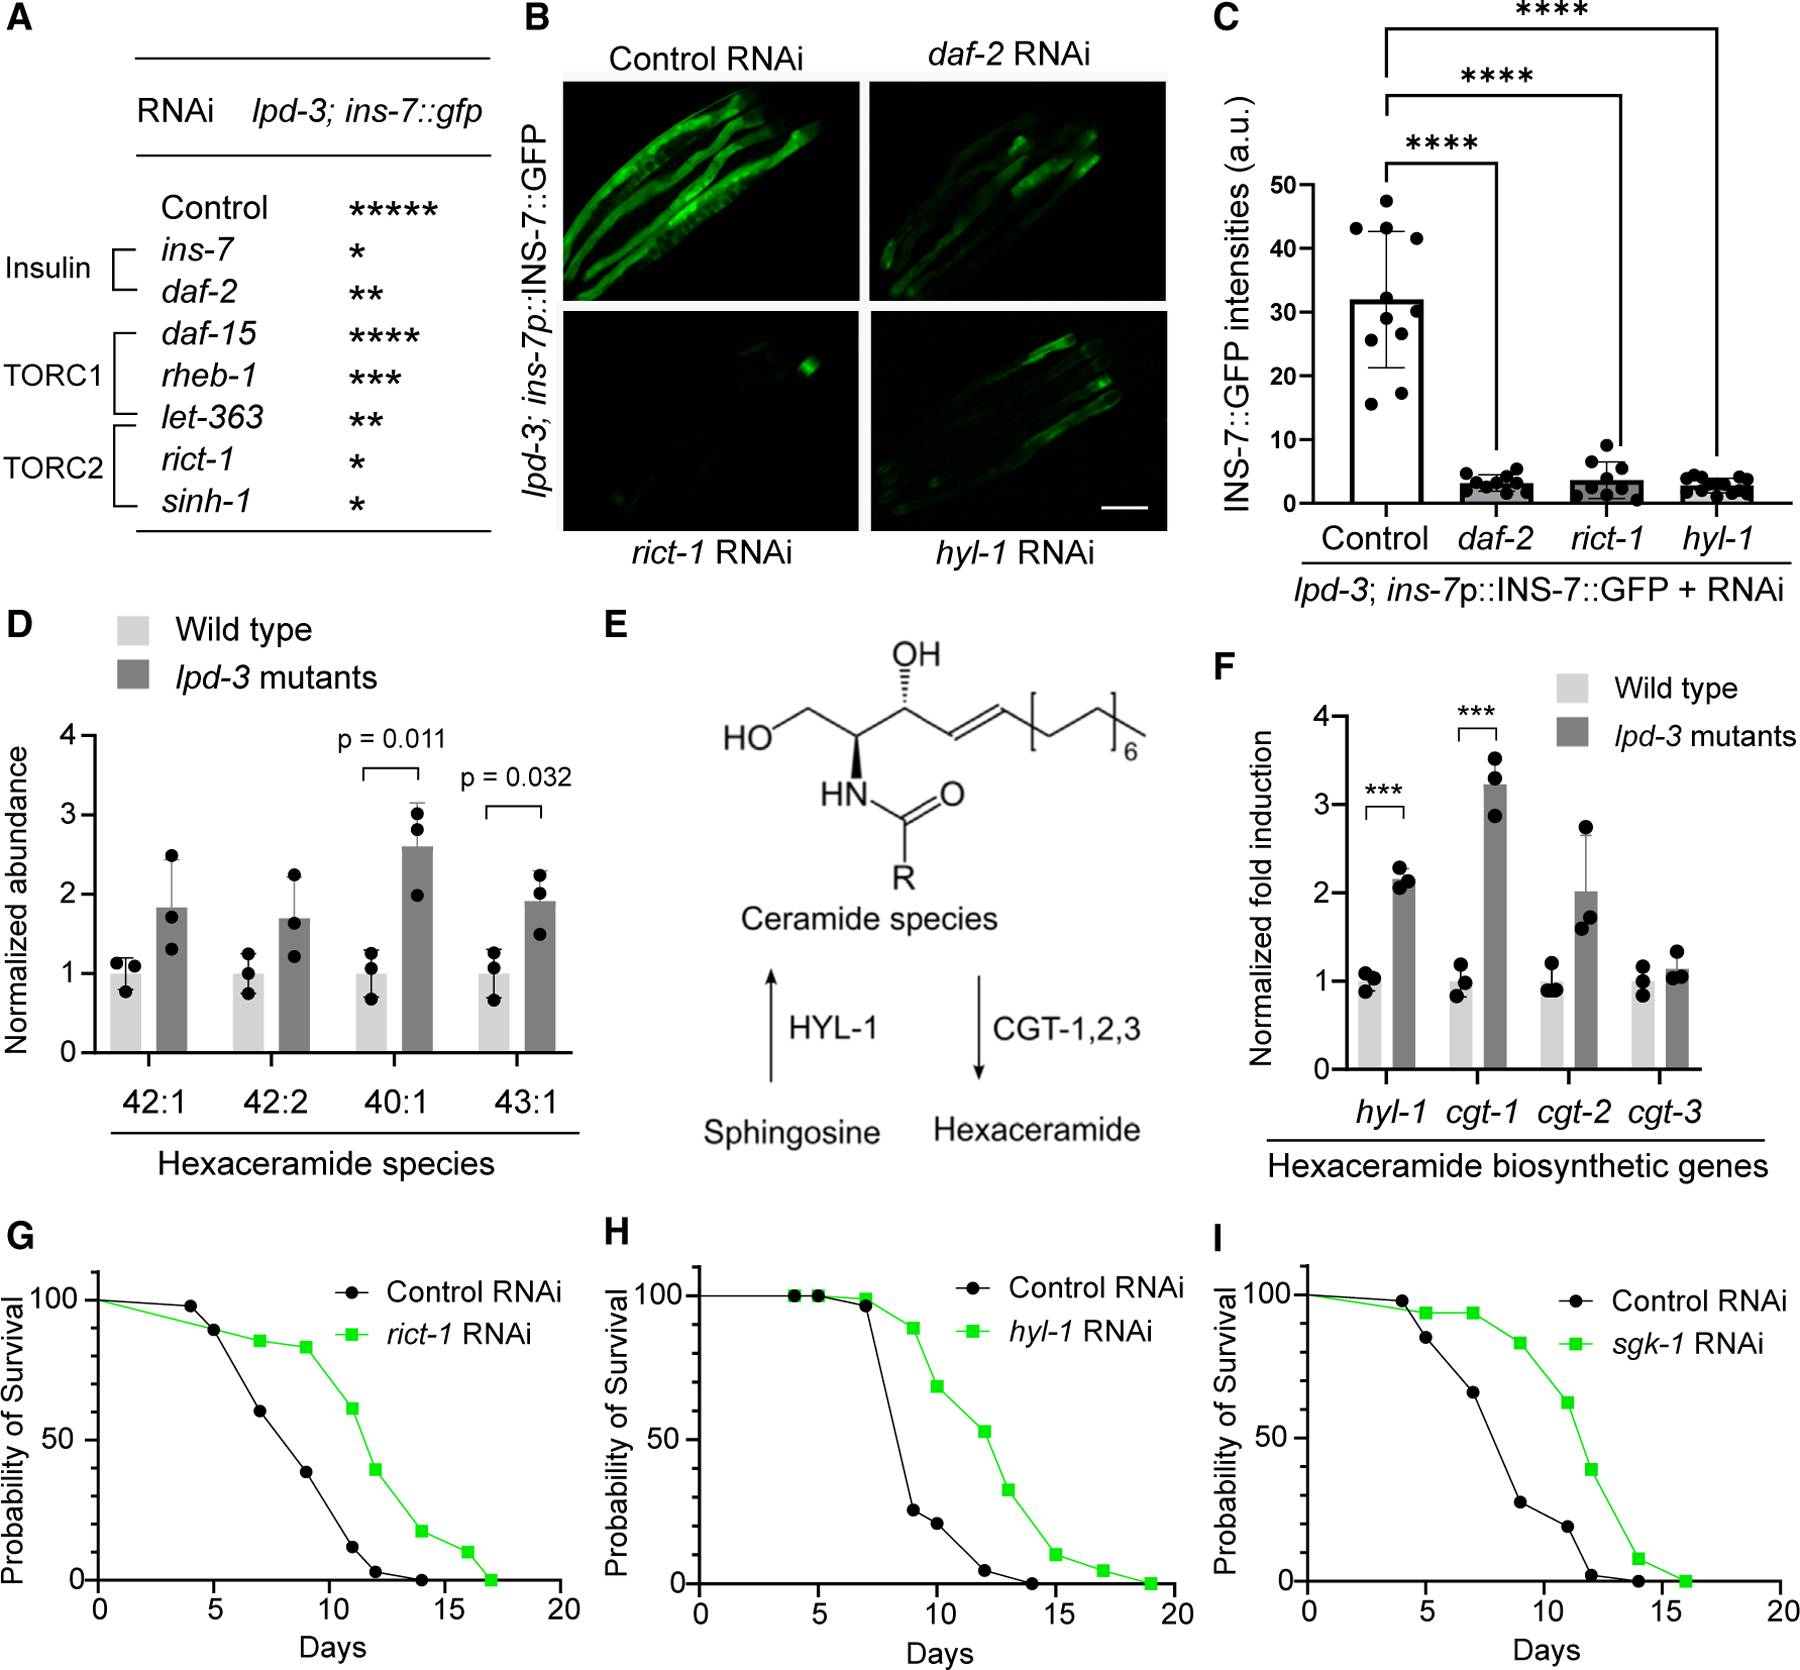 A
RNAi lpd-3; ins-7::gfp
Control *****
Insulin
ins-7 *
daf-2 **
TORC1
daf-15 ****
rheb-1 ***
let-363 **
TORC2
rict-1 *
sinh-1 *
B
Control RNAi
daf-2 RNAi
lpd-3; ins-7p::INS-7::GFP
rict-1 RNAi
hyl-1 RNAi
C
****
****
****
INS-7::GFP intensities (a.u.)
50
40
30
20
10
0
Control daf-2 rict-1 hyl-1
lpd-3; ins-7p::INS-7::GFP + RNAi
D
Wild type
lpd-3 mutants
p = 0.011
p = 0.032
Normalized abundance
4
3
2
1
0
42:1 42:2 40:1 43:1
Hexaceramide species
E
OH
HO
6
HN
O
R
Ceramide species
HYL-1
CGT-1,2,3
Sphingosine
Hexaceramide
F
Wild type
lpd-3 mutants
***
***
Normalized fold induction
4
3
2
1
0
hyl-1 cgt-1 cgt-2 cgt-3
Hexaceramide biosynthetic genes
G
Control RNAi
rict-1 RNAi
Probability of Survival
100
50
0
0 5 10 15 20
Days
H
Control RNAi
hyl-1 RNAi
Probability of Survival
100
50
0
0 5 10 15 20
Days
I
Control RNAi
sgk-1 RNAi
Probability of Survival
100
50
0
0 5 10 15 20
Days